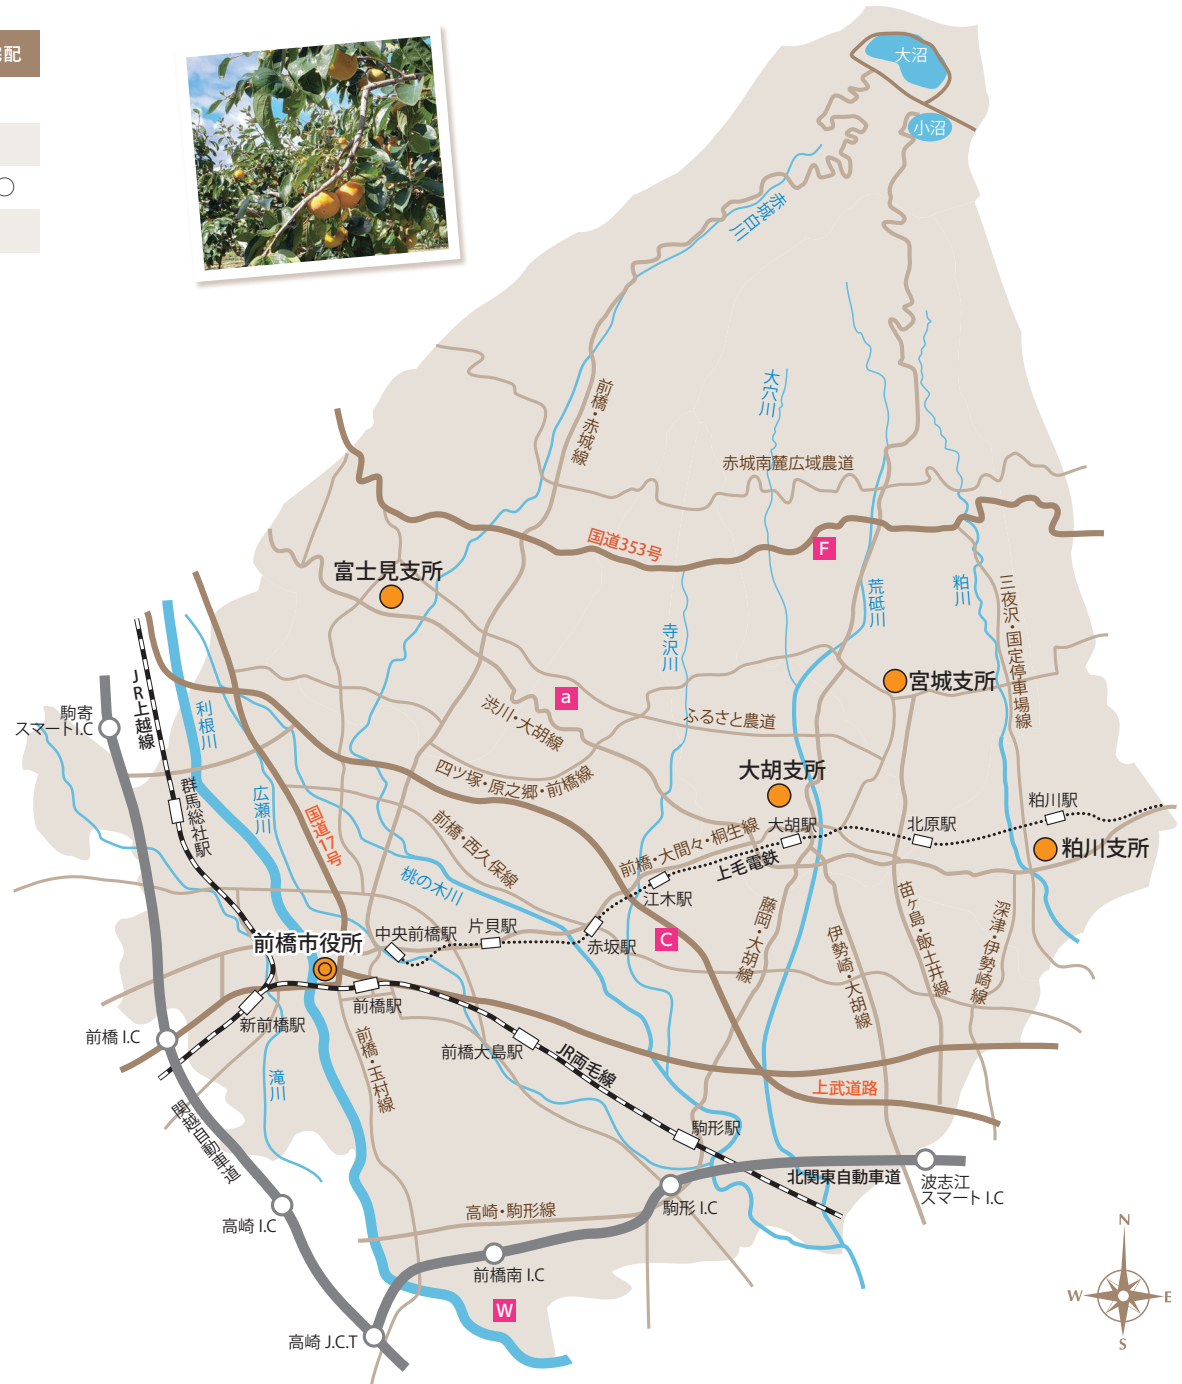 配
○
大沼
小沼
赤城白川
前橋・赤城線
大穴川
赤城南麓広域農道
国道353号
F
富士見支所
荒砥川
粕川
三夜沢・国定停車場線
寺沢川
宮城支所
JR上越線
駒寄
スマートI.C
利根川
a
渋川・大胡線
ふるさと農道
四ツ塚・原之郷・前橋線
大胡支所
群馬総社駅
広瀬川
国道17号
前橋・西久保線
前橋・大間々・桐生線
大胡駅
北原駅
粕川駅
粕川支所
上毛電鉄
桃の木川
江木駅
藤岡・大胡線
苗ヶ島・飯土井線
深津・伊勢崎線
伊勢崎・大胡線
前橋市役所
中央前橋駅
片貝駅
赤坂駅
C
前橋駅
新前橋駅
前橋 I.C
前橋大島駅
JR両毛線
前橋・玉村線
滝川
上武道路
関越自動車道
駒形駅
北関東自動車道
波志江
スマート I.C
駒形 I.C
高崎・駒形線
高崎 I.C
前橋南 I.C
W
高崎 J.C.T
N
W
E
S